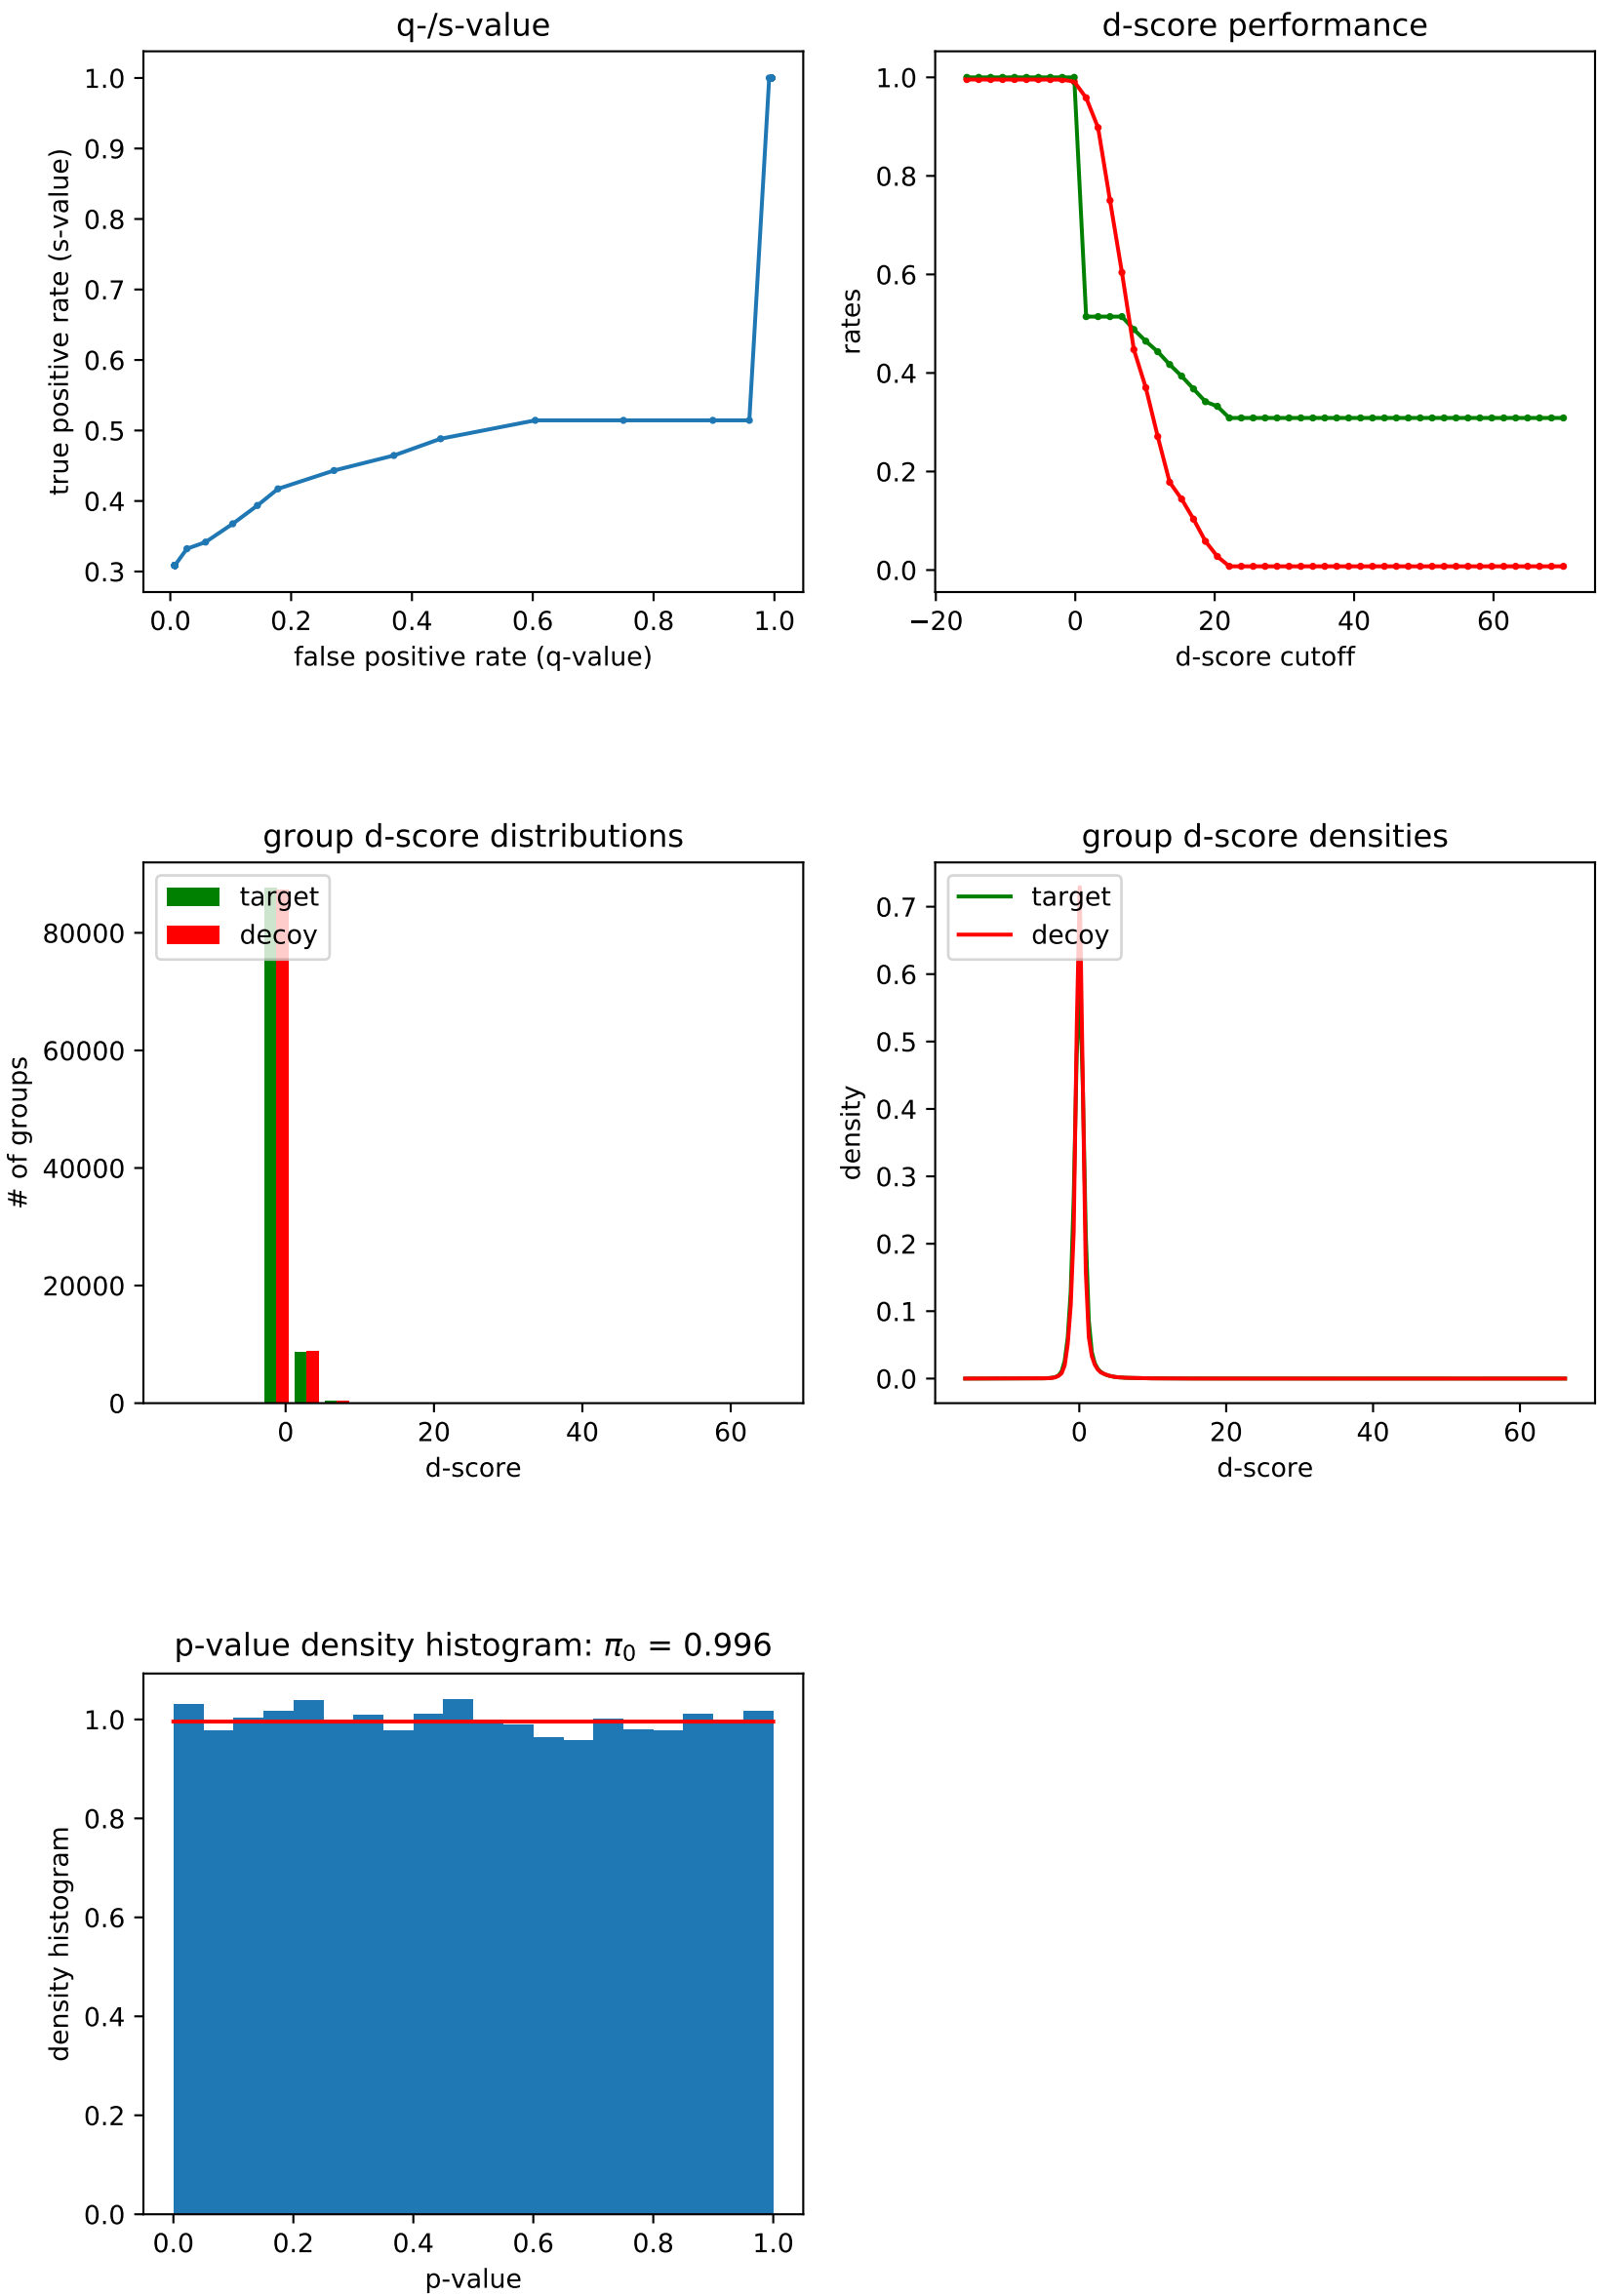 q-/s-value
1.0
0.9
0.8
0.7
0.6
0.5
0.4
0.3
true positive rate (s-value)
0.0 0.2 0.4 0.6 0.8 1.0
false positive rate (q-value)
d-score performance
1.0
0.8
0.6
0.4
0.2
0.0
rates
−20 0 20 40 60
d-score cutoff
group d-score distributions
target
decoy
80000
60000
40000
20000
0
# of groups
0 20 40 60
d-score
group d-score densities
target
decoy
0.7
0.6
0.5
0.4
0.3
0.2
0.1
0.0
density
0 20 40 60
d-score
p-value density histogram: π₀ = 0.996
1.0
0.8
0.6
0.4
0.2
0.0
density histogram
0.0 0.2 0.4 0.6 0.8 1.0
p-value